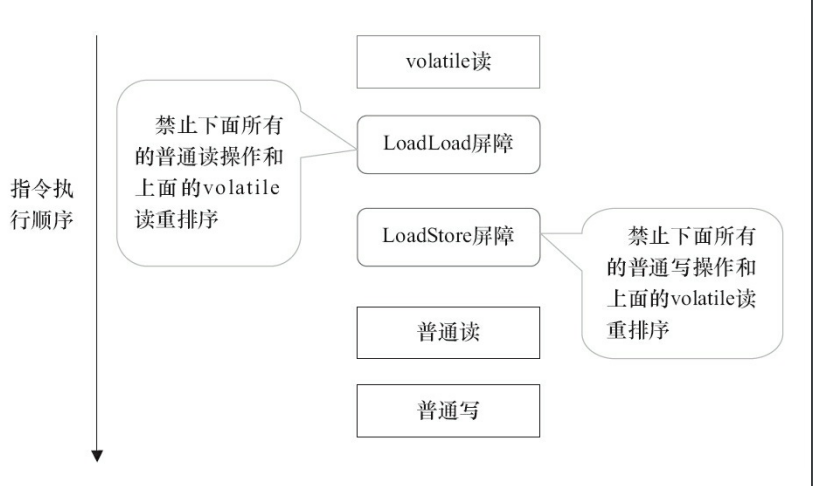 volatile读
禁止下面所有
的普通读操作和
上面的volatile
读重排序
LoadLoad屏障
指令执
行顺序
LoadStore屏障
禁止下面所有
的普通写操作和
上面的volatile读
重排序
普通读
普通写